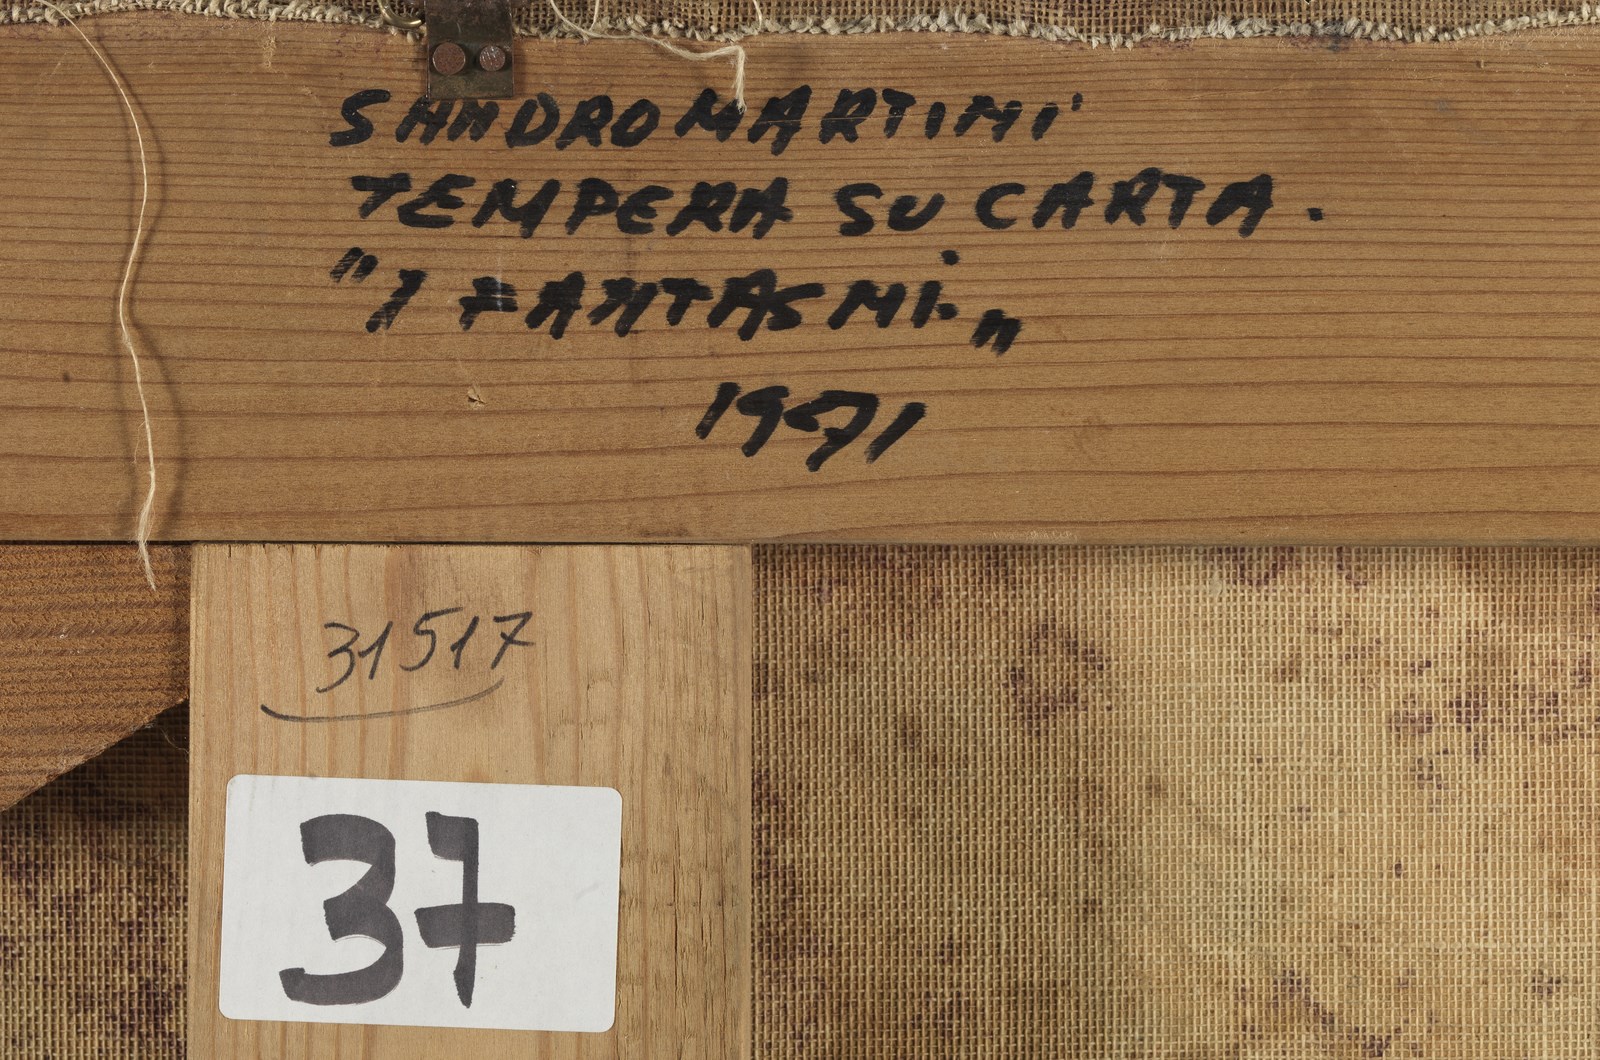 SANDRO MARTINI
TEMPERA SU CARTA.
"I FANTASMI"
1971
31517
37